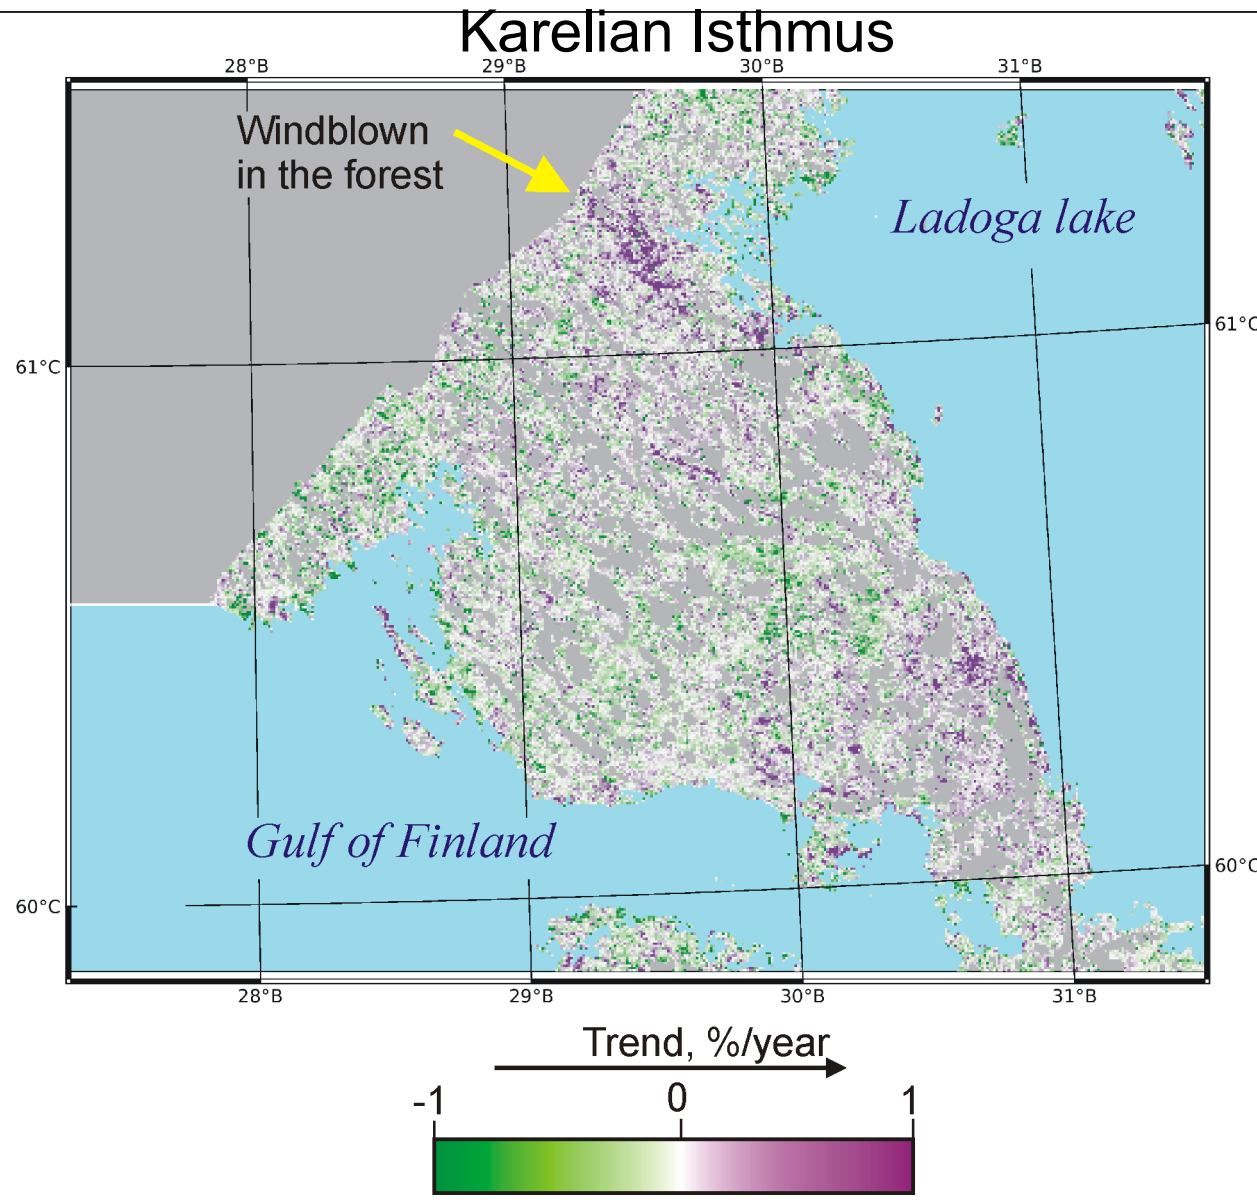 Karelian Isthmus
28°B 29°B 30°B 31°B
Windblown
in the forest
Ladoga lake
61°C
61°C
Gulf of Finland
60°C
60°C
28°B 29°B 30°B 31°B
Trend, %/year
-1 0 1